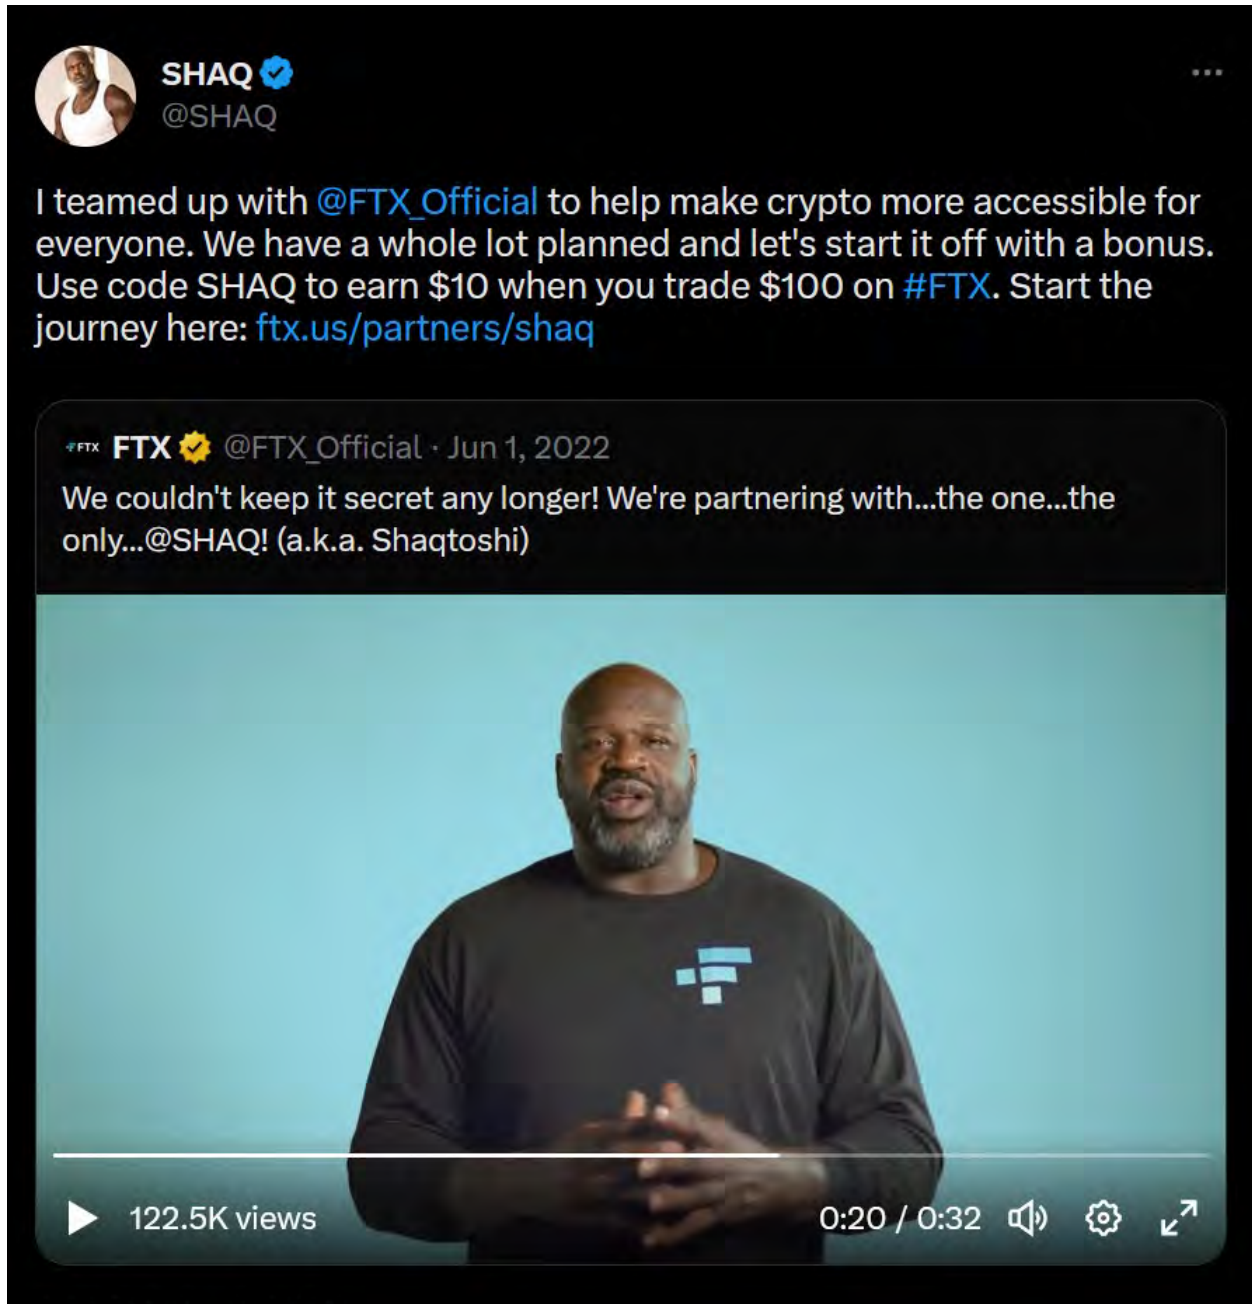 SHAQ
@SHAQ
I teamed up with @FTX_Official to help make crypto more accessible for
everyone. We have a whole lot planned and let's start it off with a bonus.
Use code SHAQ to earn $10 when you trade $100 on #FTX. Start the
journey here: ftx.us/partners/shaq
FTX FTX @FTX_Official · Jun 1, 2022
We couldn't keep it secret any longer! We're partnering with...the one...the
only...@SHAQ! (a.k.a. Shaqtoshi)
122.5K views 0:20 / 0:32